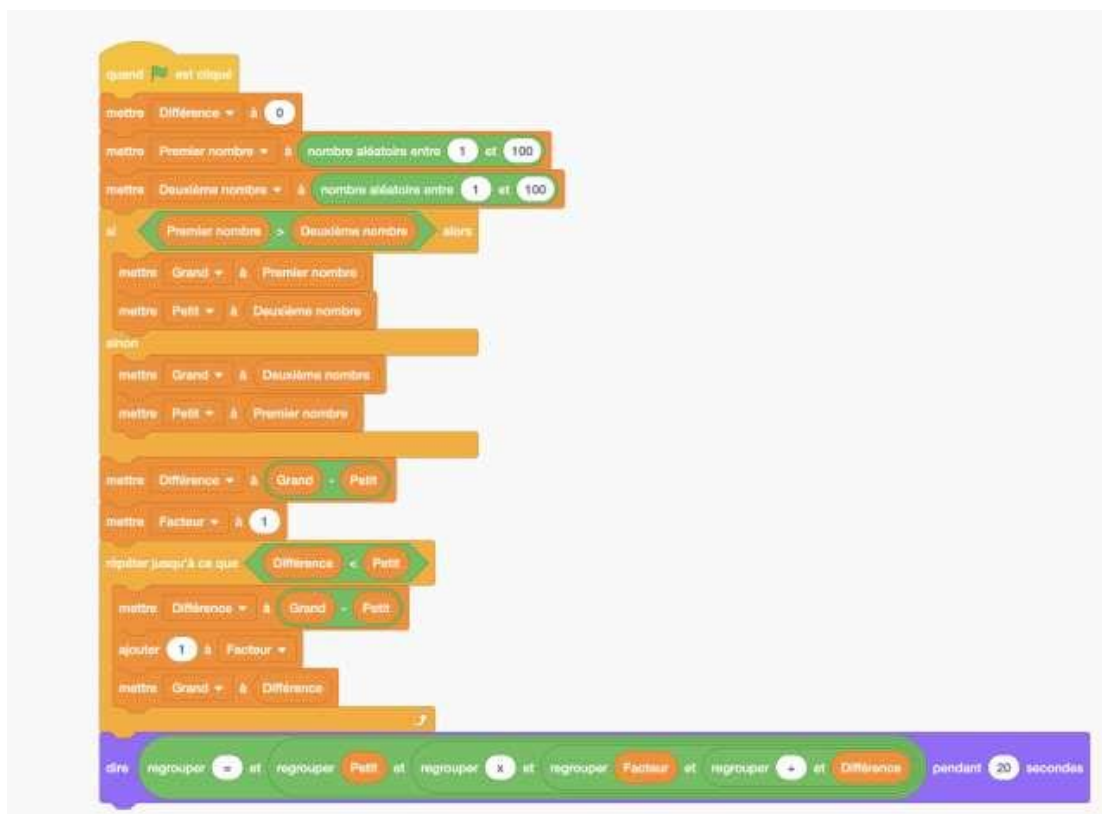 quand est cliqué
mettre Différence à 0
mettre Premier nombre à nombre aléatoire entre 1 et 100
mettre Deuxième nombre à nombre aléatoire entre 1 et 100
si Premier nombre > Deuxième nombre alors
mettre Grand à Premier nombre
mettre Petit à Deuxième nombre
sinon
mettre Grand à Deuxième nombre
mettre Petit à Premier nombre
mettre Différence à Grand - Petit
mettre Facteur à 1
répéter jusqu'à ce que Différence < Petit
mettre Différence à Grand - Petit
ajouter 1 à Facteur
mettre Grand à Différence
dire regrouper = et regrouper Petit et regrouper x et regrouper Facteur et regrouper + et Différence pendant 20 secondes